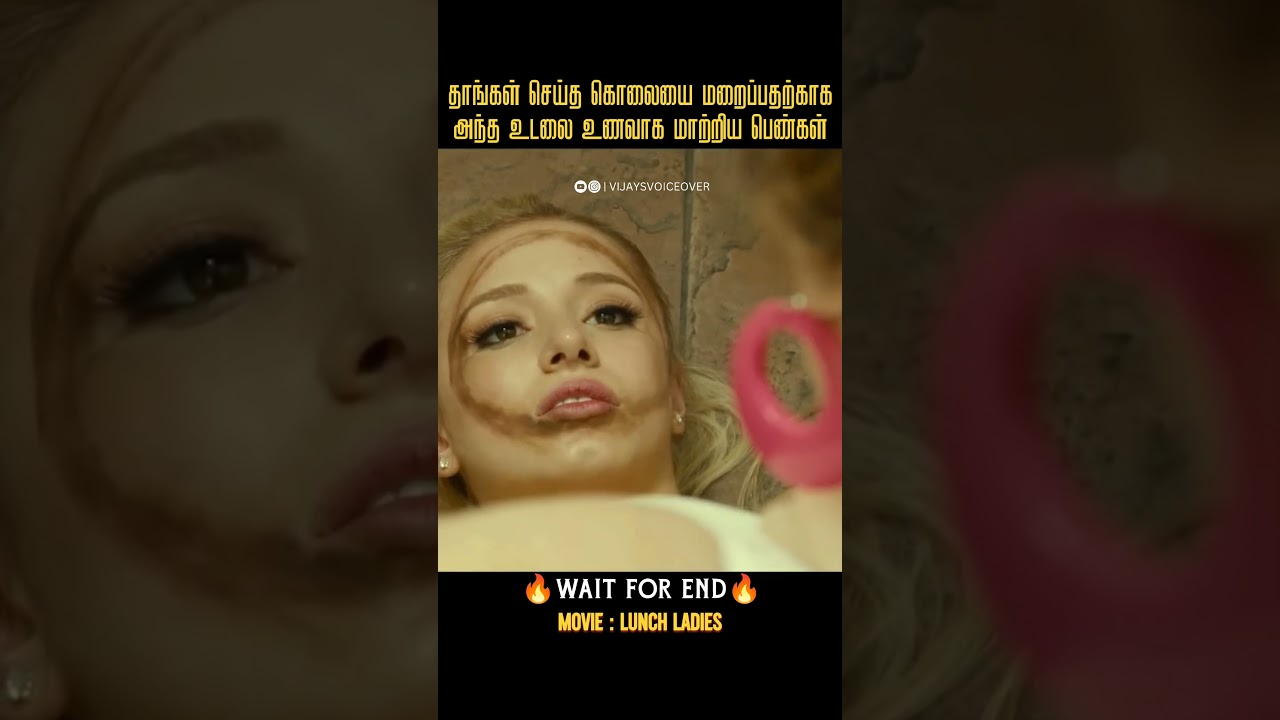 தாங்கள் செய்த கொலையை மறைப்பதற்காக
அந்த உடலை உணவாக மாற்றிய பெண்கள்
| VIJAYSVOICEOVER
🔥WAIT FOR END🔥
MOVIE : LUNCH LADIES